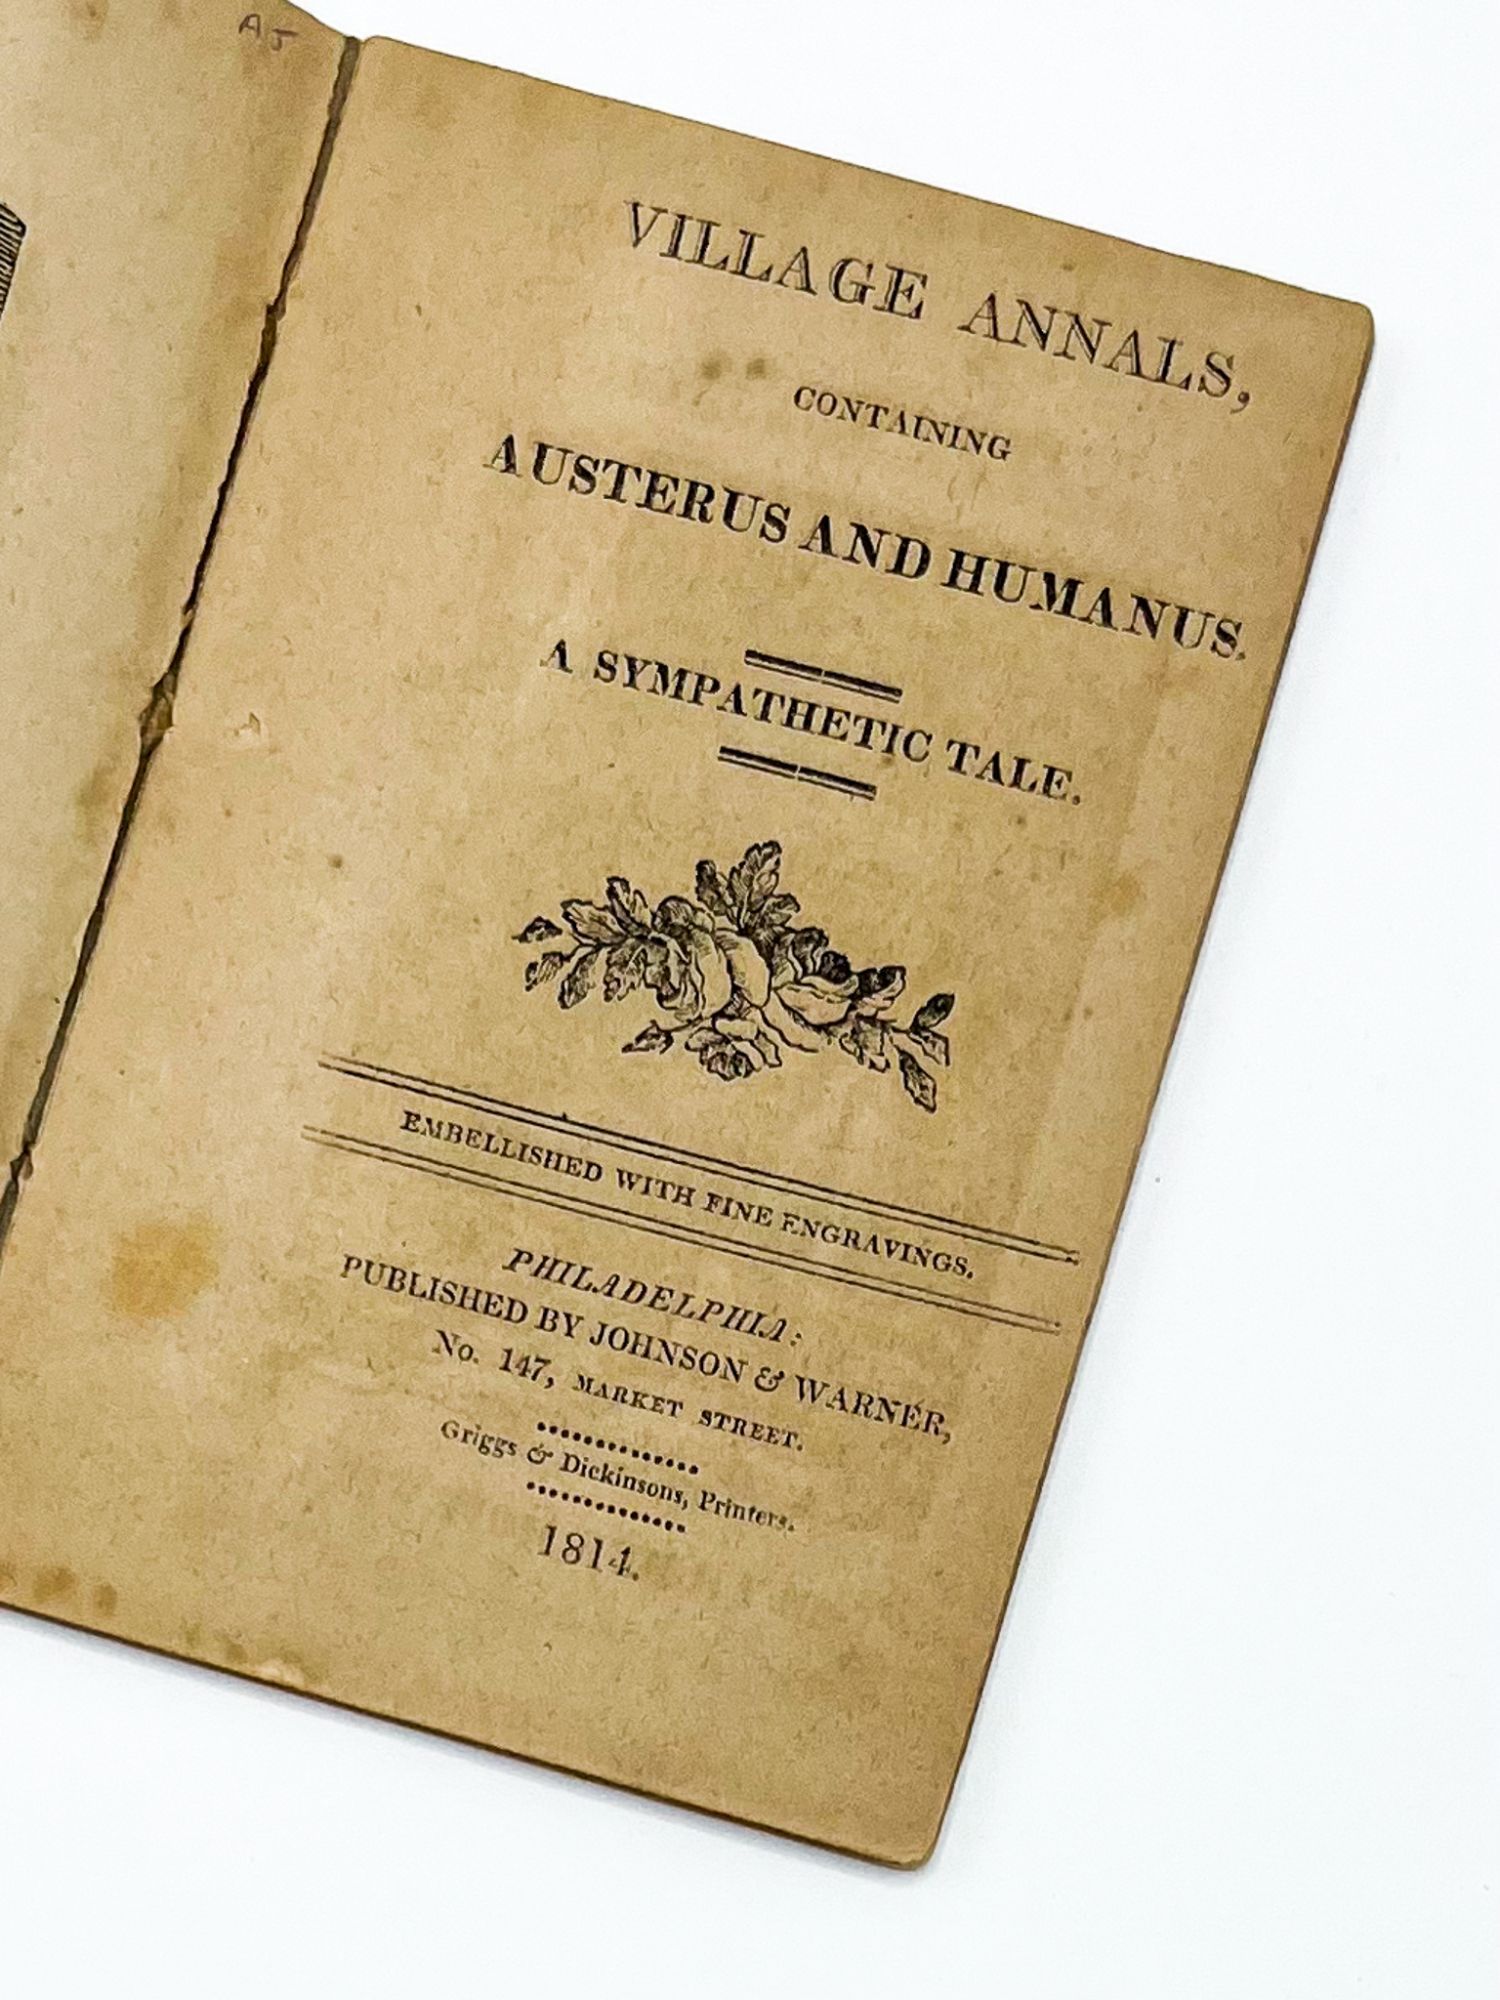 AJ
VILLAGE ANNALS,
CONTAINING
AUSTERUS AND HUMANUS.
A SYMPATHETIC TALE.
EMBELLISHED WITH FINE ENGRAVINGS.
PHILADELPHIA:
PUBLISHED BY JOHNSON & WARNER,
No. 147, MARKET STREET.
Griggs & Dickinsons, Printers.
1814.